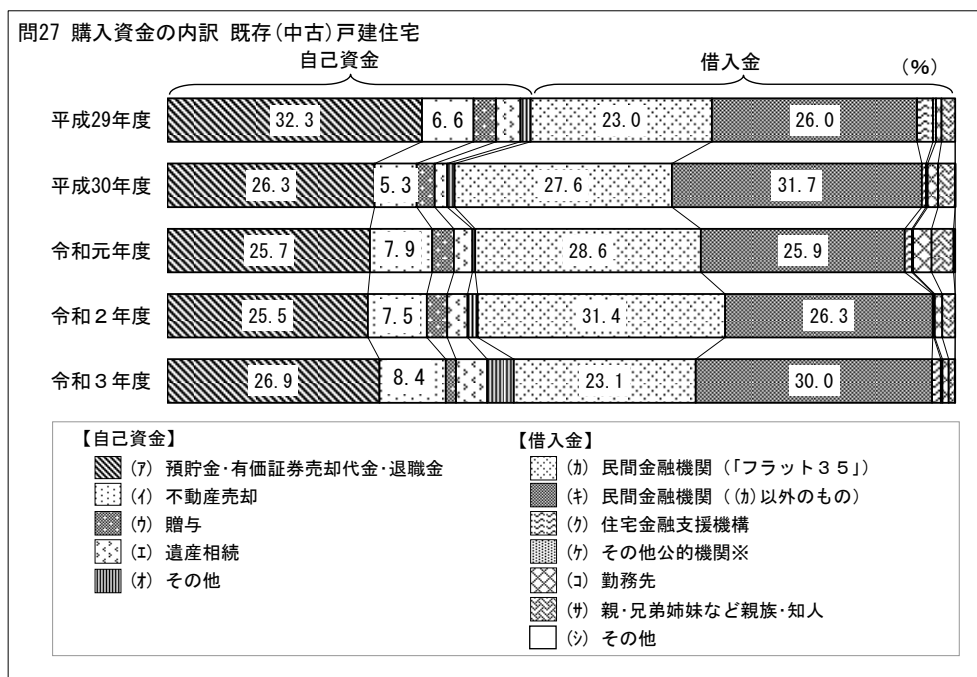 問27 購入資金の内訳 既存(中古)戸建住宅
自己資金 借入金 (%)
平成29年度 32.3 6.6 23.0 26.0
平成30年度 26.3 5.3 27.6 31.7
令和元年度 25.7 7.9 28.6 25.9
令和2年度 25.5 7.5 31.4 26.3
令和3年度 26.9 8.4 23.1 30.0
【自己資金】
(ｱ) 預貯金・有価証券売却代金・退職金
(ｲ) 不動産売却
(ｳ) 贈与
(ｴ) 遺産相続
(ｵ) その他
【借入金】
(ｶ) 民間金融機関(「フラット35」)
(ｷ) 民間金融機関((ｶ)以外のもの)
(ｸ) 住宅金融支援機構
(ｹ) その他公的機関※
(ｺ) 勤務先
(ｻ) 親・兄弟姉妹など親族・知人
(ｼ) その他